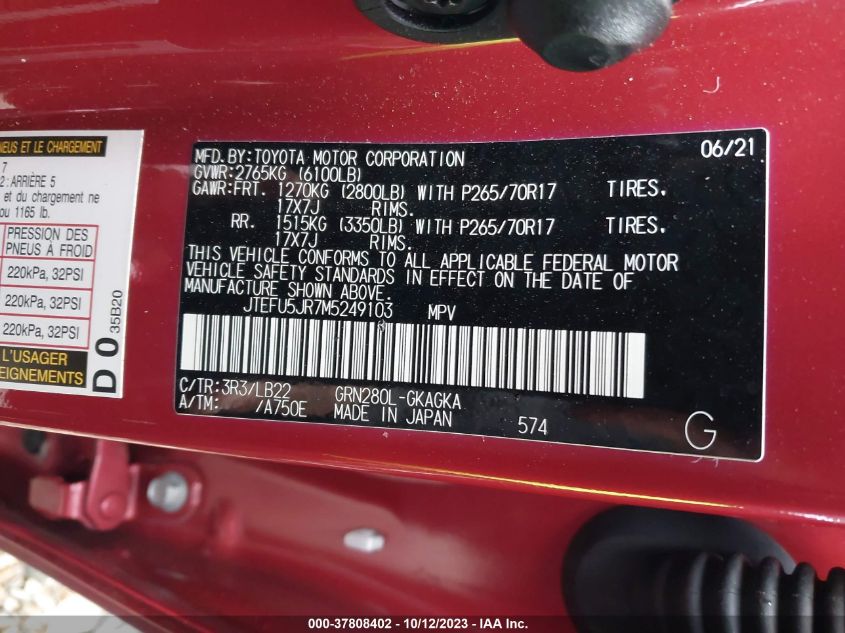 PNEUS ET LE CHARGEMENT
7
2 : ARRIÈRE 5
et du chargement ne
ou 1165 lb.
PRESSION DES
PNEUS À FROID
220kPa, 32PSI
220kPa, 32PSI
220kPa, 32PSI
L'USAGER
EIGNEMENTS
D 0 35B20
MFD. BY: TOYOTA MOTOR CORPORATION 06/21
GVWR: 2765KG (6100LB)
GAWR: FRT. 1270KG (2800LB) WITH P265/70R17 TIRES.
17X7J RIMS.
RR. 1515KG (3350LB) WITH P265/70R17 TIRES.
17X7J RIMS.
THIS VEHICLE CONFORMS TO ALL APPLICABLE FEDERAL MOTOR
VEHICLE SAFETY STANDARDS IN EFFECT ON THE DATE OF
MANUFACTURE SHOWN ABOVE.
JTEFU5JR7M5249103 MPV
C/TR: 3R3/LB22 GRN280L-GKAGKA
A/TM: /A750E MADE IN JAPAN 574
G
000-37808402 - 10/12/2023 - IAA Inc.